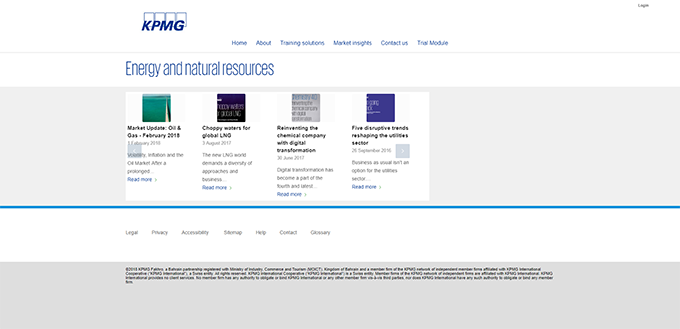 Login
KPMG
Home About Training solutions Market insights Contact us Trial Module
Energy and natural resources
Market Update: Oil &
Gas - February 2018
February 2018
Volatility, Inflation and the
Oil Market After a
prolonged...
Read more
Choppy waters for
global LNG
3 August 2017
The new LNG world
demands a diversity of
approaches and
business...
Read more
Reinventing the
chemical company
with digital
transformation
30 June 2017
Digital transformation has
become a part of the
fourth and latest...
Read more
Five disruptive trends
reshaping the utilities
sector
26 September 2016
Business as usual isn't an
option for the utilities
sector...
Read more
Legal Privacy Accessibility Sitemap Help Contact Glossary
©2018 KPMG Fakhro, a Bahrain partnership registered with Ministry of Industry, Commerce and Tourism (MOICT), Kingdom of Bahrain and a member firm of the KPMG network of independent member firms affiliated with KPMG International
Cooperative ("KPMG International"), a Swiss entity. All rights reserved. KPMG International Cooperative ("KPMG International") is a Swiss entity. Member firms of the KPMG network of independent firms are affiliated with KPMG International. KPMG
International provides no client services. No member firm has any authority to obligate or bind KPMG International or any other member firm vis-à-vis third parties, nor does KPMG International have any such authority to obligate or bind any member
firm.